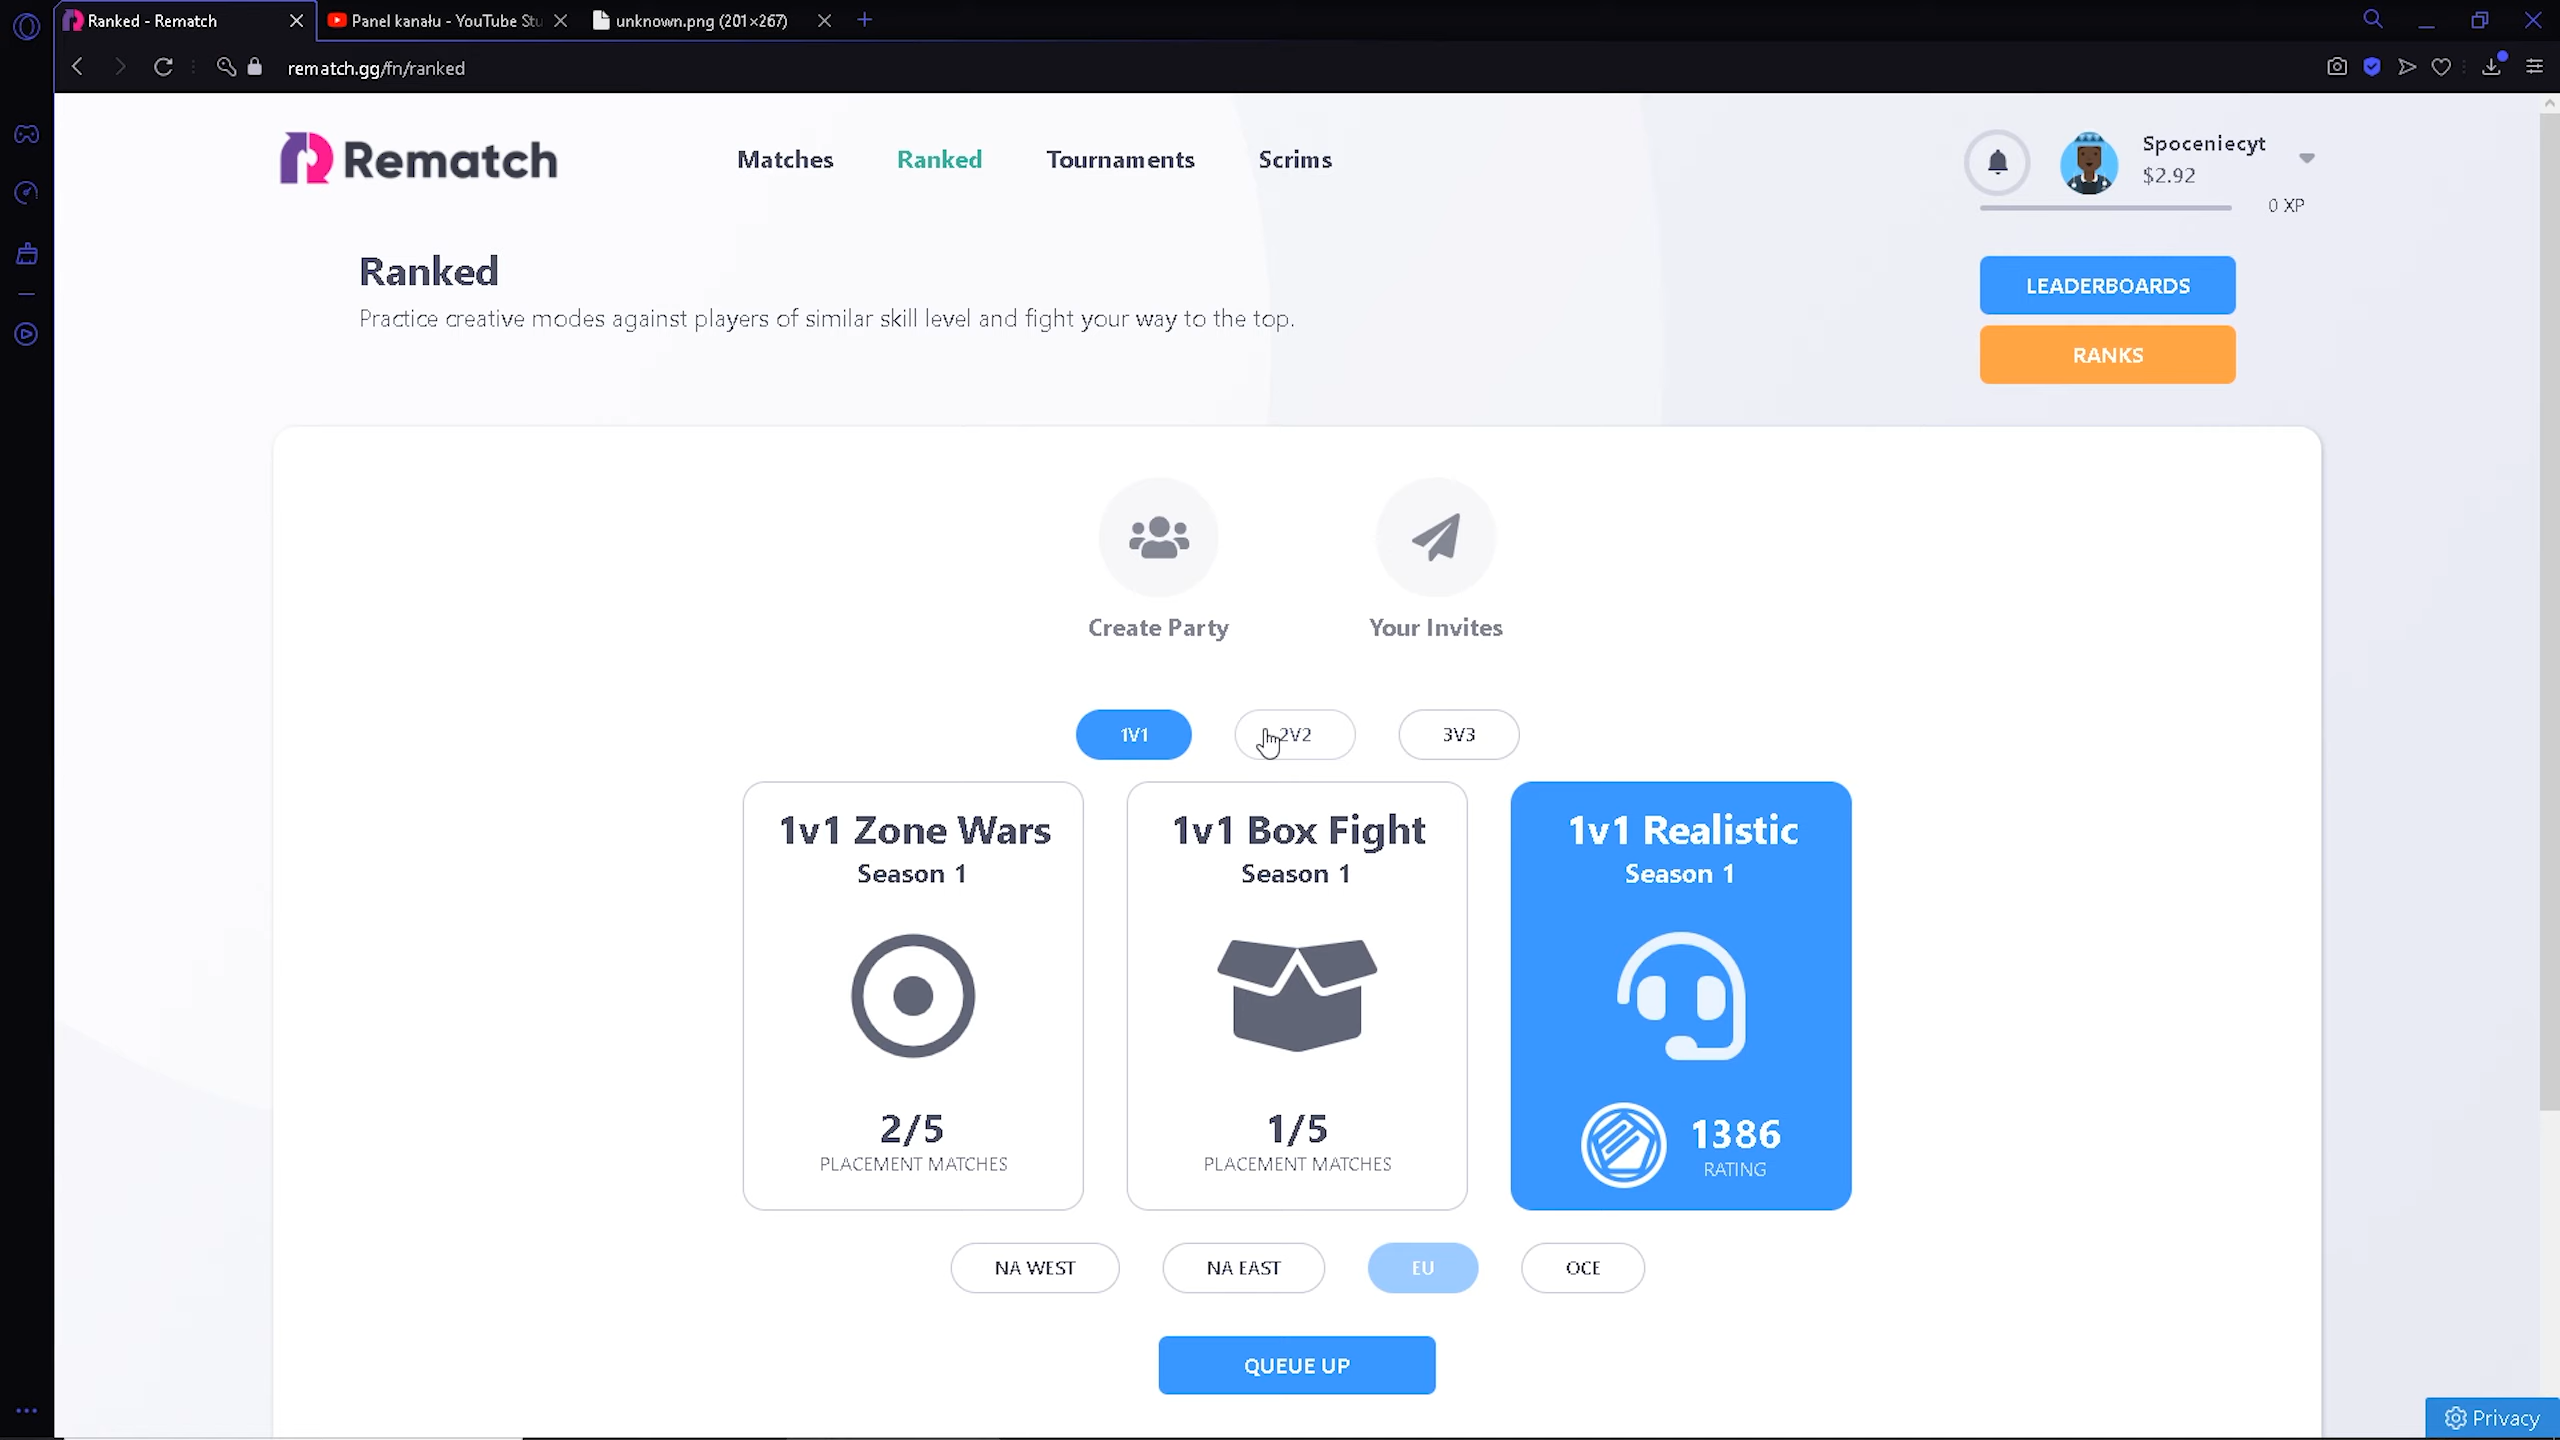 Ranked - Rematch
Panel kanału - YouTube Stu
unknown.png (201×267)
rematch.gg/fn/ranked
Rematch
Matches
Ranked
Tournaments
Scrims
Spoceniecyt
$2.92
0 XP
Ranked
Practice creative modes against players of similar skill level and fight your way to the top.
LEADERBOARDS
RANKS
Create Party
Your Invites
1V1
2V2
3V3
1v1 Zone Wars
Season 1
2/5
PLACEMENT MATCHES
1v1 Box Fight
Season 1
1/5
PLACEMENT MATCHES
1v1 Realistic
Season 1
1386
RATING
NA WEST
NA EAST
EU
OCE
QUEUE UP
Privacy